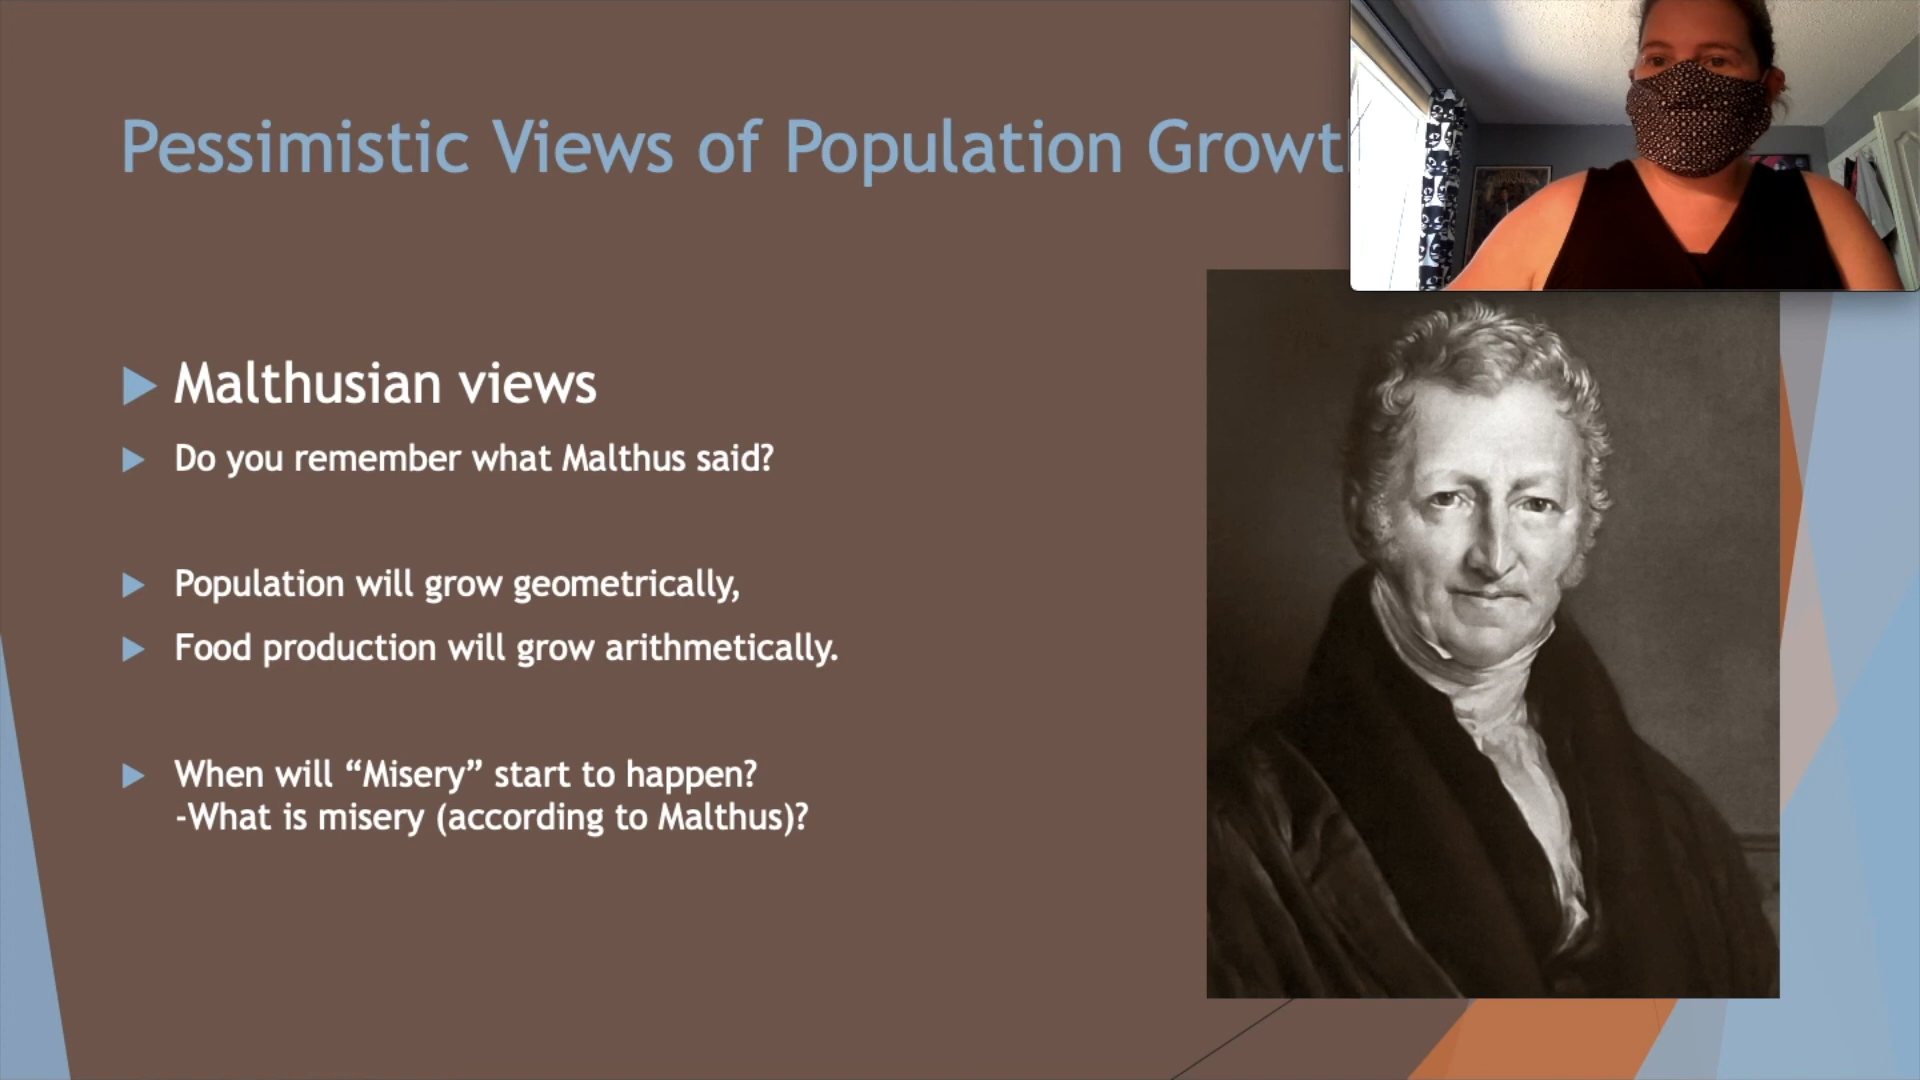 Pessimistic Views of Population Growt
Malthusian views
Do you remember what Malthus said?
Population will grow geometrically,
Food production will grow arithmetically.
When will “Misery” start to happen?
-What is misery (according to Malthus)?